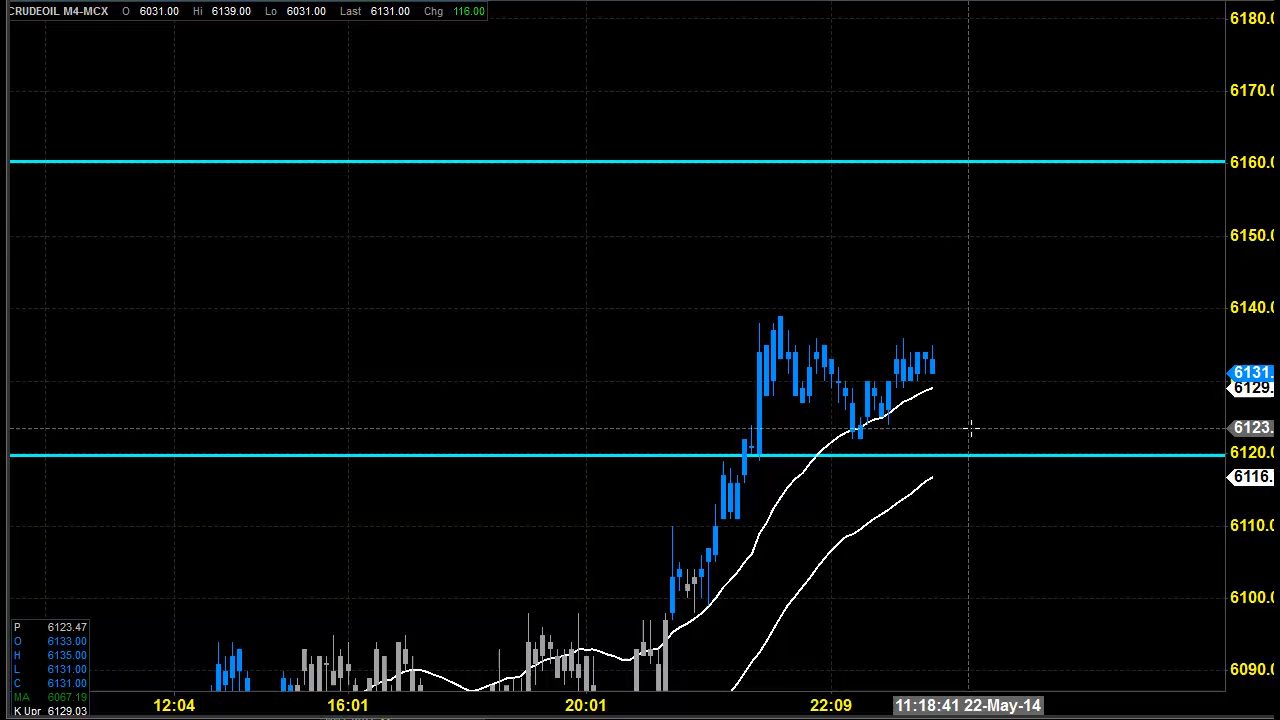 CRUDEOIL M4-MCX O 6031.00 Hi 6139.00 Lo 6031.00 Last 6131.00 Chg 116.00
6180.0
6170.0
6160.0
6150.0
6140.0
6131.
6129.
6123.
6120.0
6116.
6110.0
6100.0
6090.0
P 6123.47
O 6133.00
H 6135.00
L 6131.00
C 6131.00
MA 6067.19
K Upr 6129.03
12:04 16:01 20:01 22:09 11:18:41 22-May-14